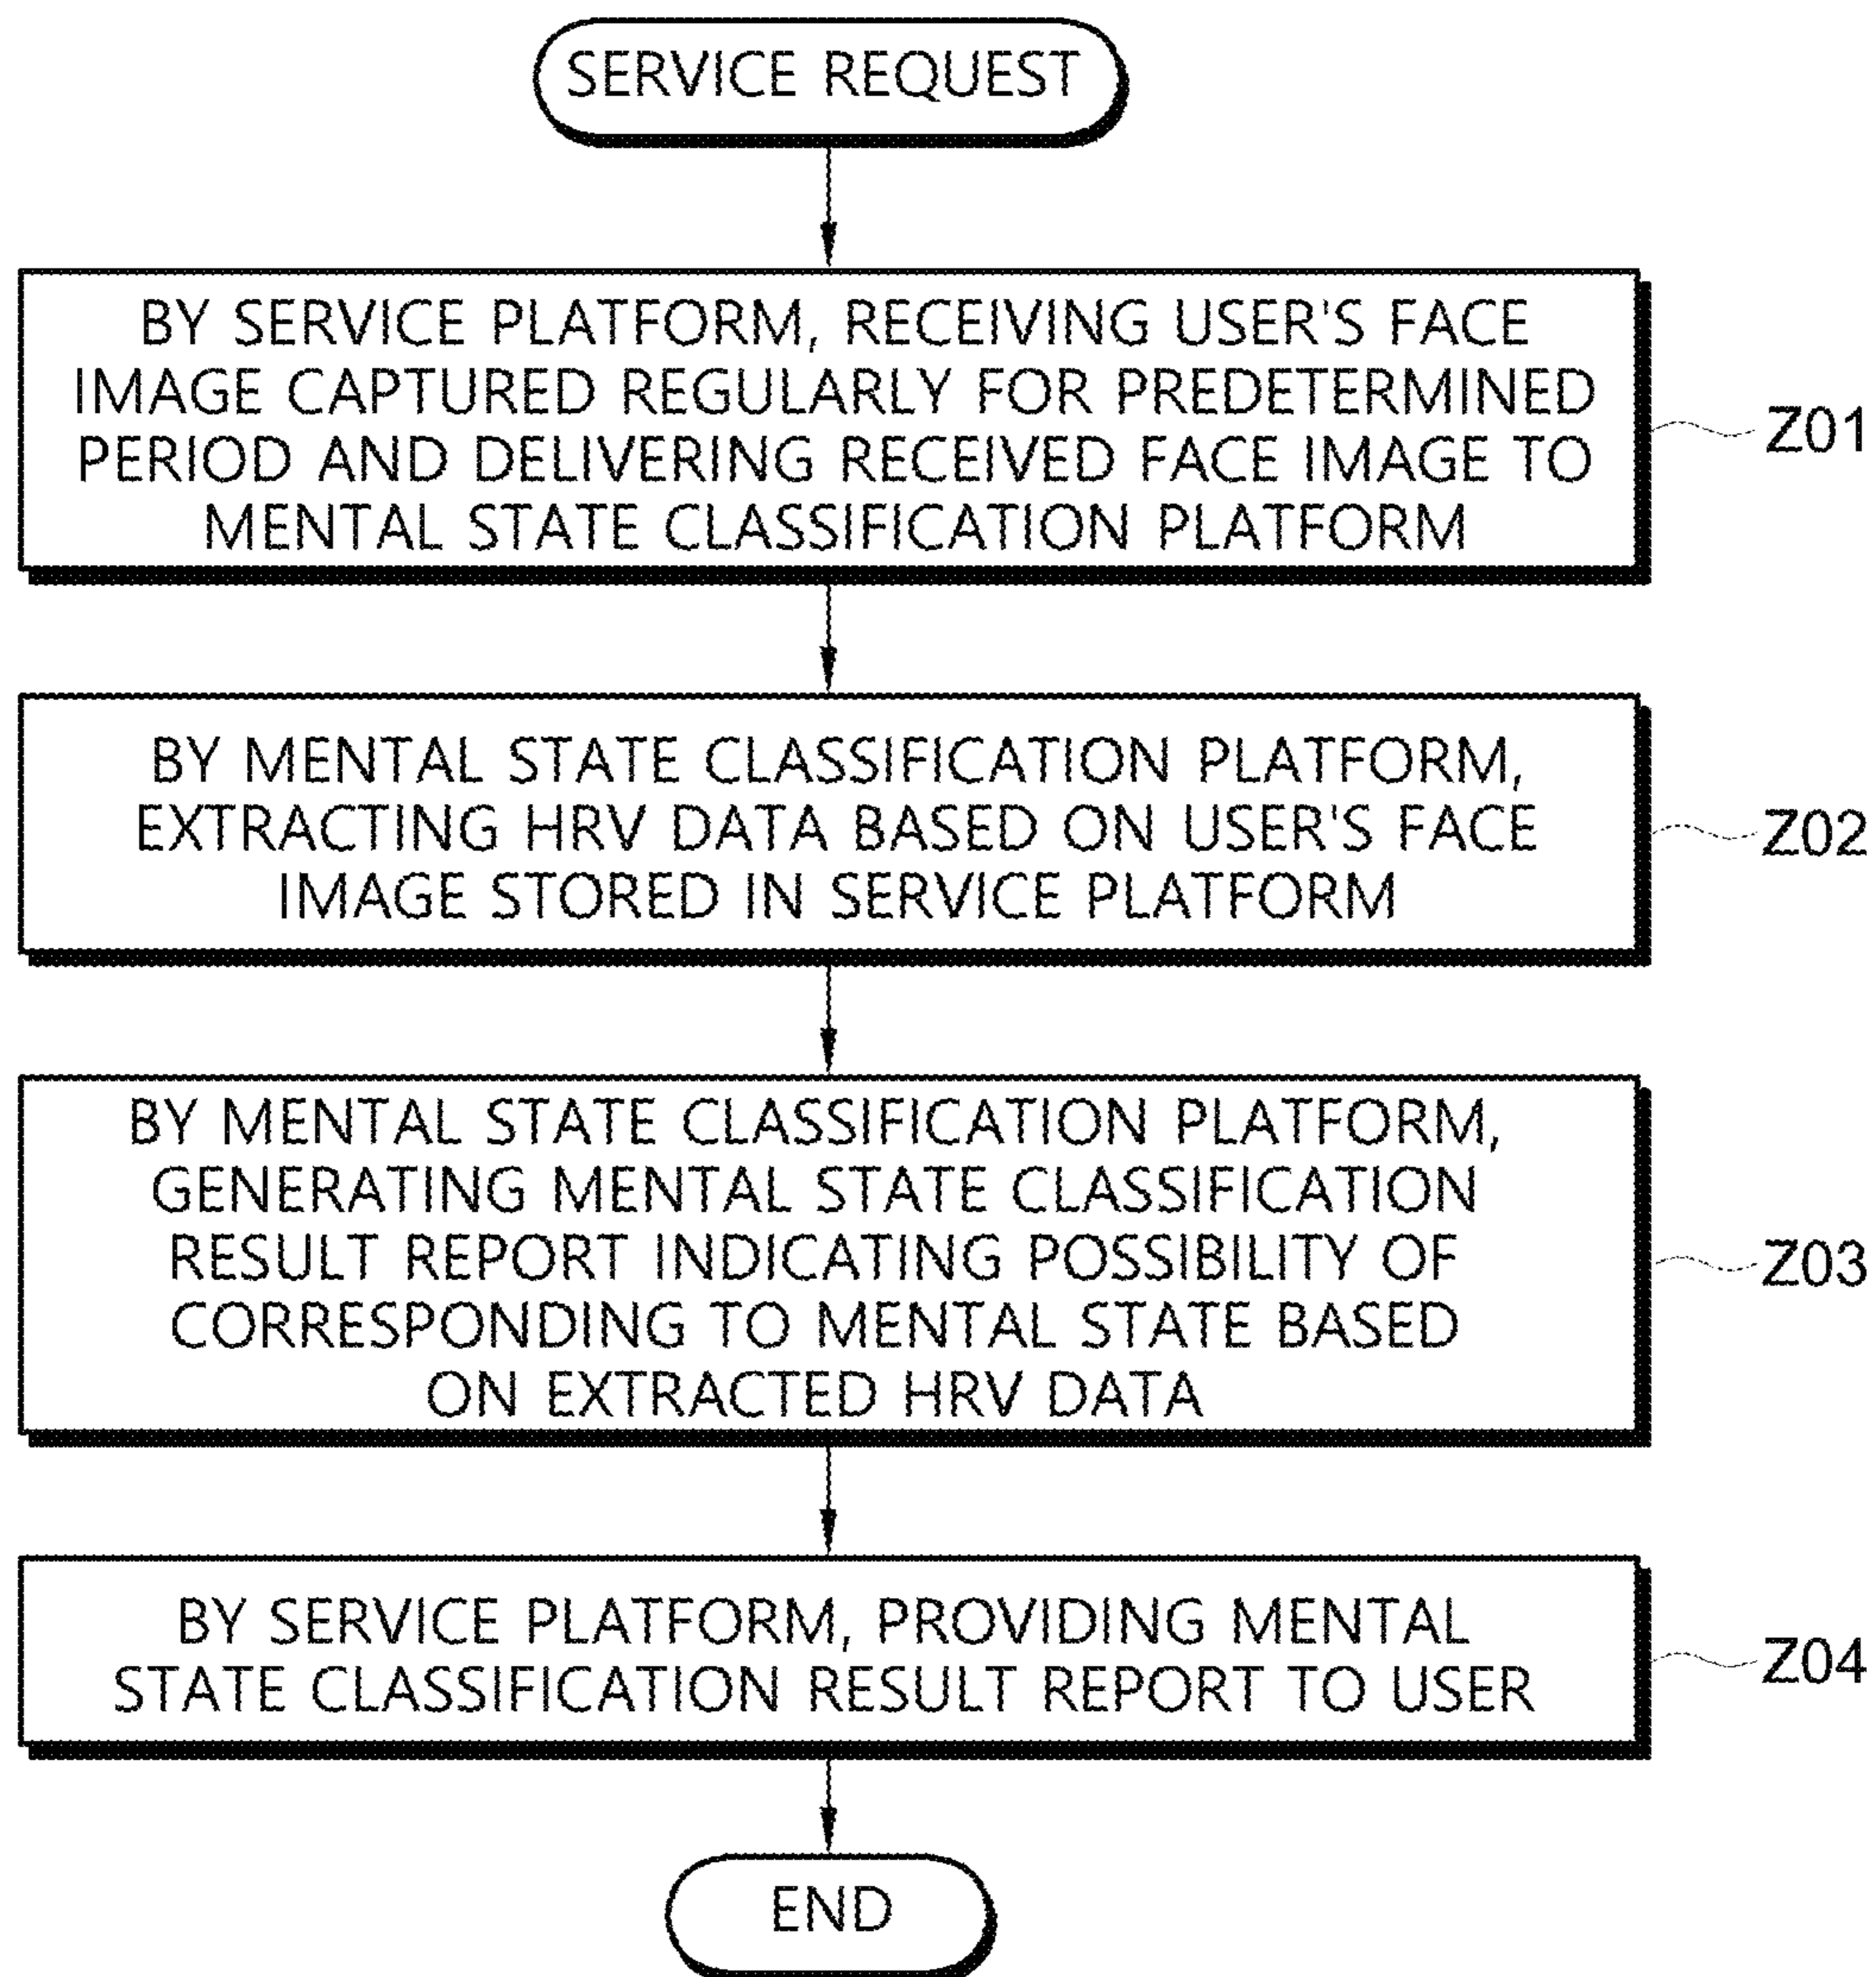 SERVICE REQUEST
BY SERVICE PLATFORM, RECEIVING USER'S FACE
IMAGE CAPTURED REGULARLY FOR PREDETERMINED
PERIOD AND DELIVERING RECEIVED FACE IMAGE TO
MENTAL STATE CLASSIFICATION PLATFORM
Z01
BY MENTAL STATE CLASSIFICATION PLATFORM,
EXTRACTING HRV DATA BASED ON USER'S FACE
IMAGE STORED IN SERVICE PLATFORM
Z02
BY MENTAL STATE CLASSIFICATION PLATFORM,
GENERATING MENTAL STATE CLASSIFICATION
RESULT REPORT INDICATING POSSIBILITY OF
CORRESPONDING TO MENTAL STATE BASED
ON EXTRACTED HRV DATA
Z03
BY SERVICE PLATFORM, PROVIDING MENTAL
STATE CLASSIFICATION RESULT REPORT TO USER
Z04
END